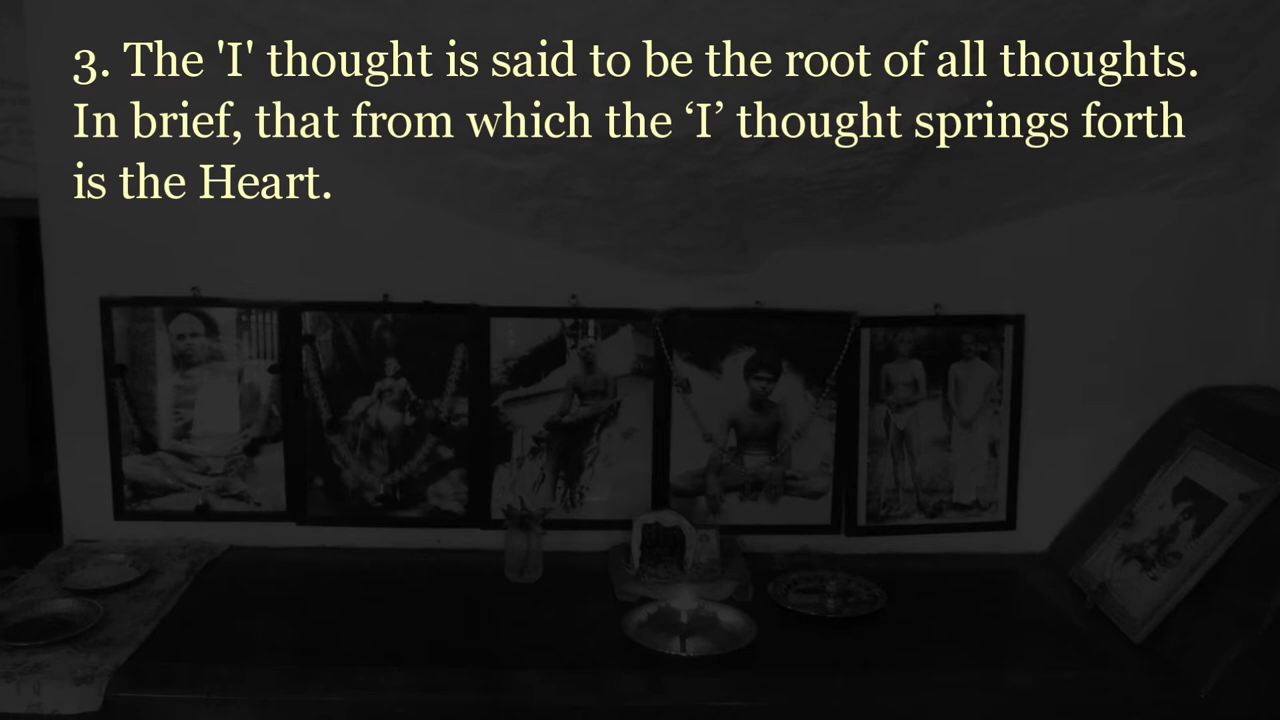 3. The 'I' thought is said to be the root of all thoughts.
In brief, that from which the ‘I’ thought springs forth
is the Heart.